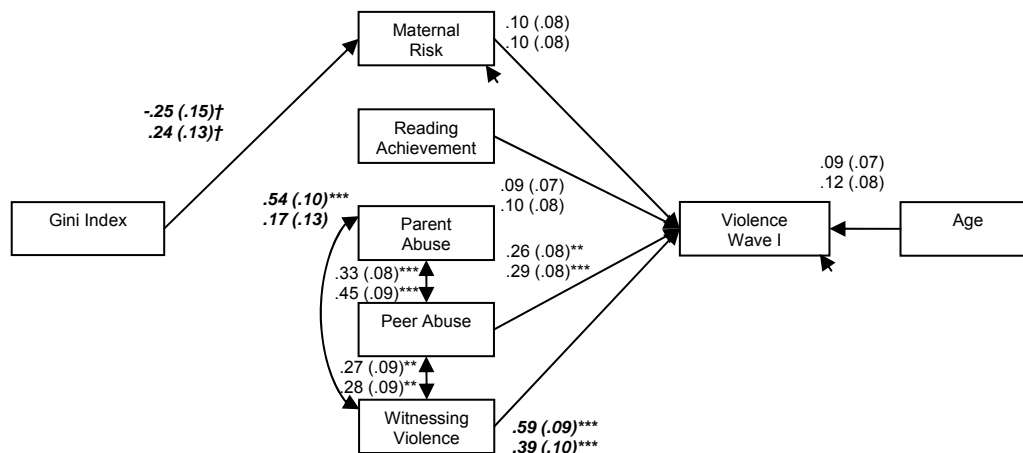 Maternal
Risk
.10 (.08)
.10 (.08)
-.25 (.15)†
.24 (.13)†
Reading
Achievement
.09 (.07)
.12 (.08)
.54 (.10)***
.17 (.13)
.09 (.07)
.10 (.08)
Gini Index
Parent
Abuse
Violence
Wave I
Age
.26 (.08)**
.29 (.08)***
.33 (.08)***
.45 (.09)***
Peer Abuse
.27 (.09)**
.28 (.09)**
Witnessing
Violence
.59 (.09)***
.39 (.10)***